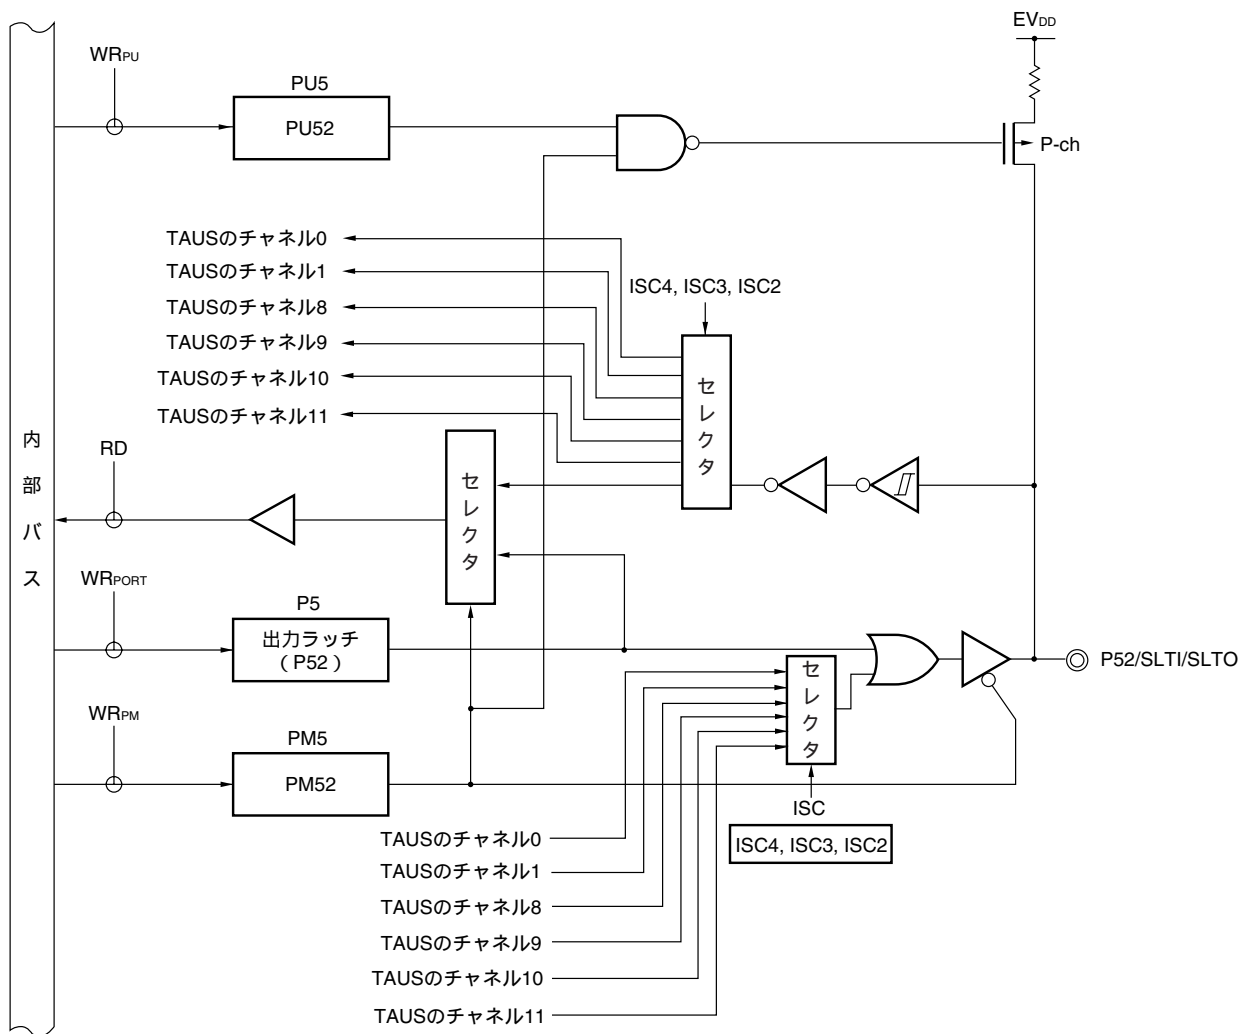 EVDD
WRPU
PU5
PU52
P-ch
TAUSのチャネル0
ISC4, ISC3, ISC2
TAUSのチャネル1
TAUSのチャネル8
TAUSのチャネル9
TAUSのチャネル10
TAUSのチャネル11
セレクタ
内部バス
RD
セレクタ
WRPORT
P5
出力ラッチ
（P52）
セレクタ
P52/SLTI/SLTO
WRPM
PM5
PM52
ISC
ISC4, ISC3, ISC2
TAUSのチャネル0
TAUSのチャネル1
TAUSのチャネル8
TAUSのチャネル9
TAUSのチャネル10
TAUSのチャネル11